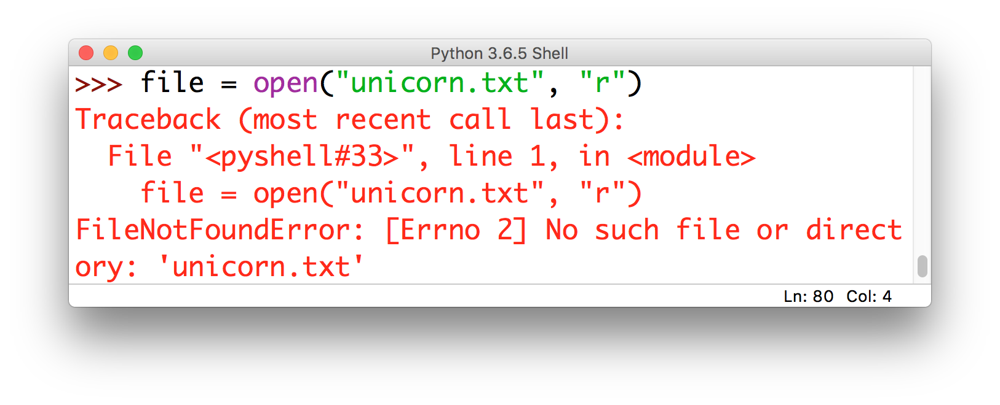 Python 3.6.5 Shell
>>> file = open("unicorn.txt", "r")
Traceback (most recent call last):
  File "<pyshell#33>", line 1, in <module>
    file = open("unicorn.txt", "r")
FileNotFoundError: [Errno 2] No such file or direct
ory: 'unicorn.txt'
Ln: 80 Col: 4